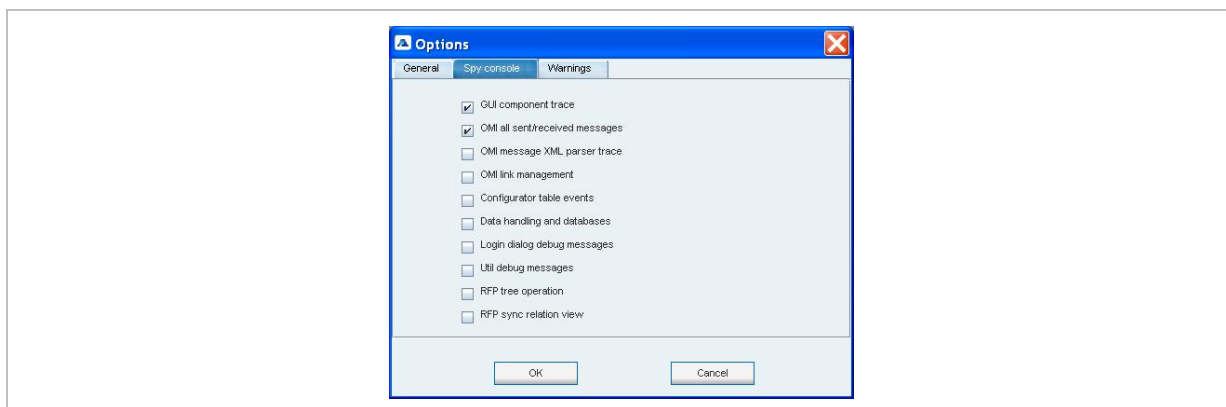 Options
General Spy console Warnings
GUI component trace
OMI all sent/received messages
OMI message XML parser trace
OMI link management
Configurator table events
Data handling and databases
Login dialog debug messages
Util debug messages
RFP tree operation
RFP sync relation view
OK Cancel